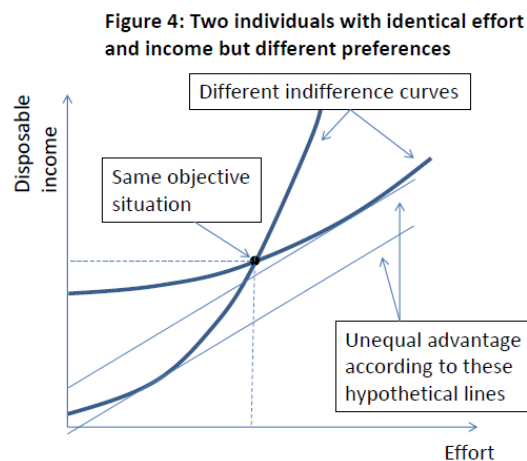 Figure 4: Two individuals with identical effort
and income but different preferences
Different indifference curves
Disposable
income
Same objective
situation
Unequal advantage
according to these
hypothetical lines
Effort